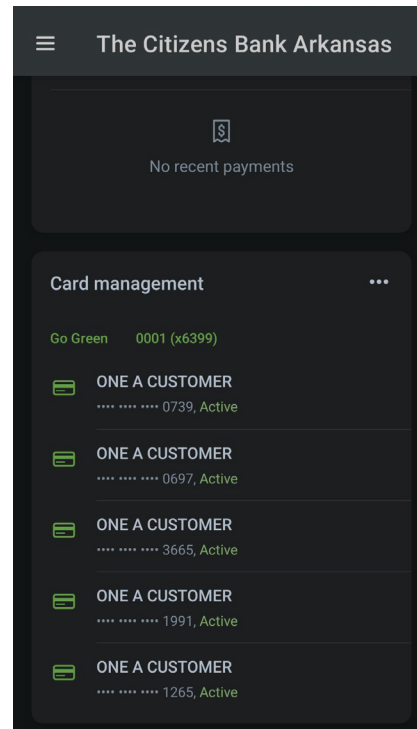 The Citizens Bank Arkansas
No recent payments
Card management
Go Green 0001 (x6399)
ONE A CUSTOMER
•••• •••• •••• 0739, Active
ONE A CUSTOMER
•••• •••• •••• 0697, Active
ONE A CUSTOMER
•••• •••• •••• 3665, Active
ONE A CUSTOMER
•••• •••• •••• 1991, Active
ONE A CUSTOMER
•••• •••• •••• 1265, Active